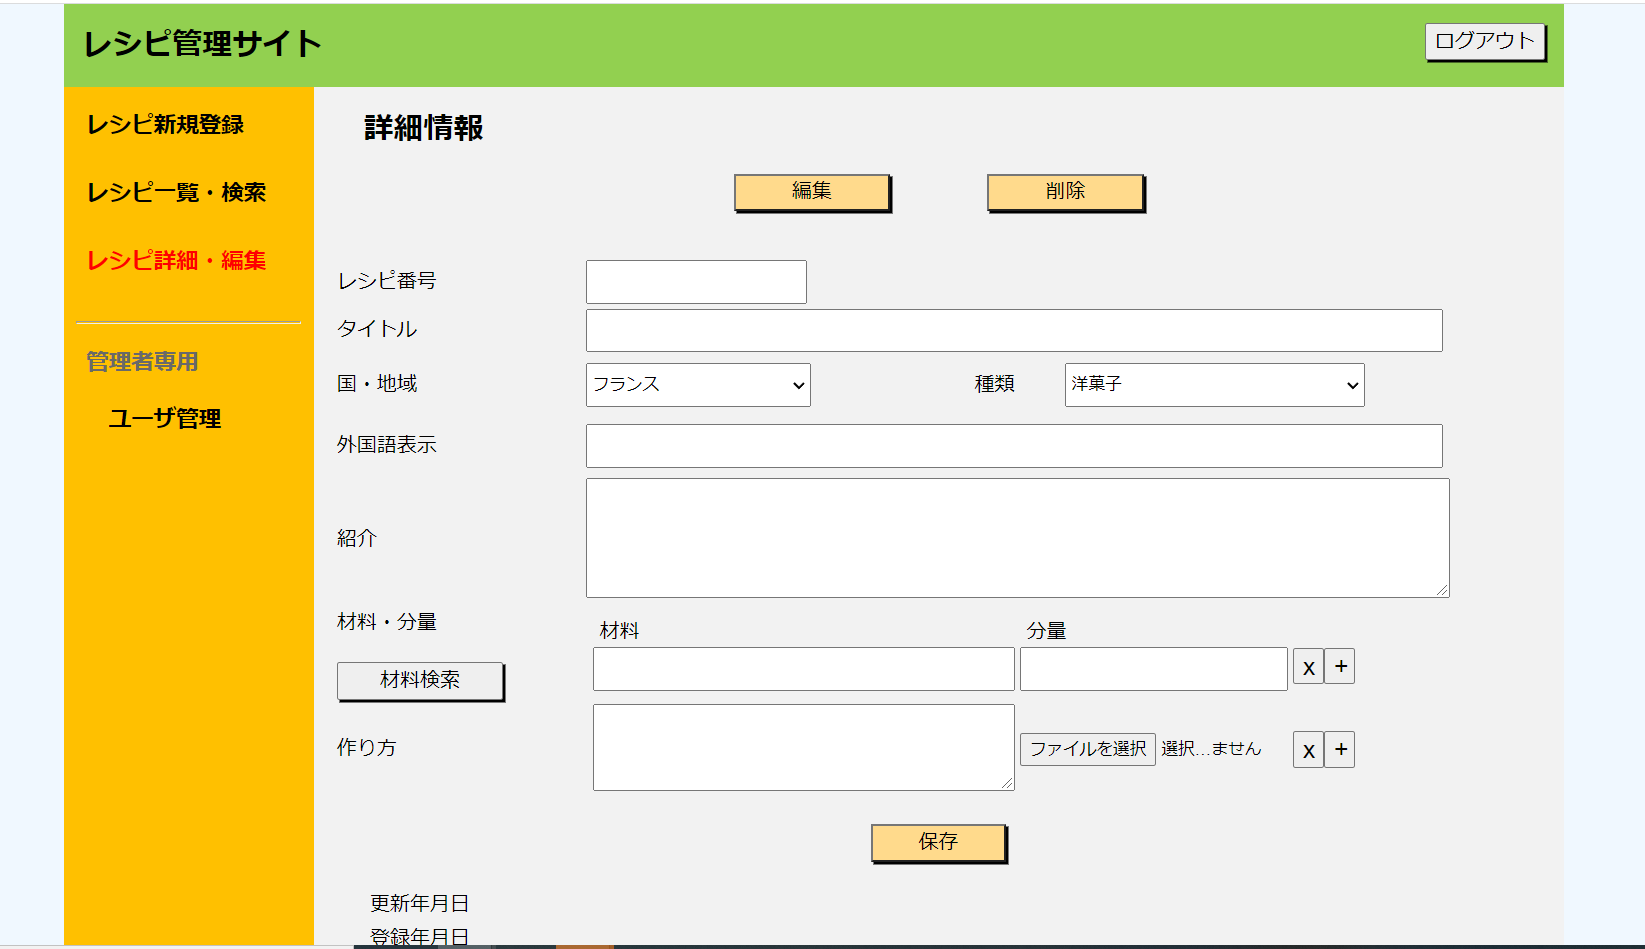 レシピ管理サイト
ログアウト
レシピ新規登録
レシピ一覧・検索
レシピ詳細・編集
管理者専用
ユーザ管理
詳細情報
編集 削除
レシピ番号
タイトル
国・地域 フランス 種類 洋菓子
外国語表示
紹介
材料・分量
材料 分量
材料検索
x +
作り方
ファイルを選択 選択...ません x +
保存
更新年月日
登録年月日